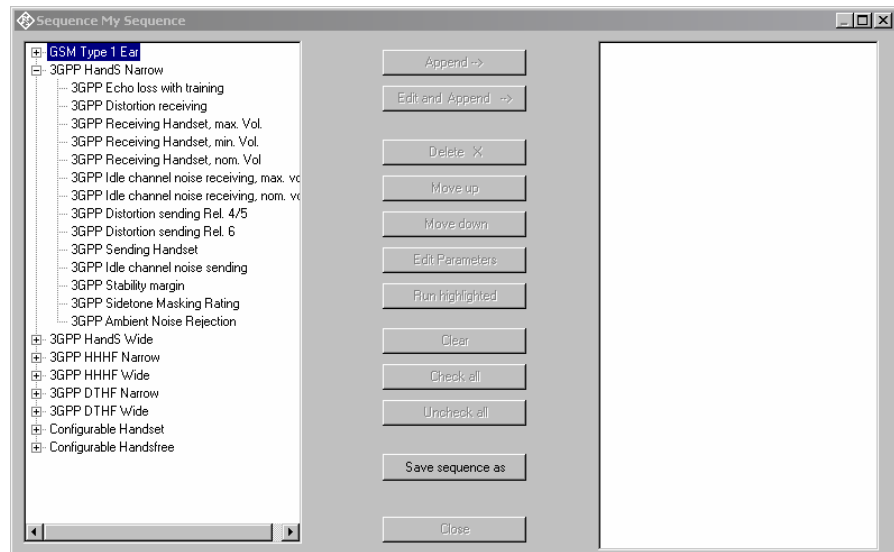 Sequence My Sequence
GSM Type 1 Ear
3GPP HandS Narrow
3GPP Echo loss with training
3GPP Distortion receiving
3GPP Receiving Handset, max. Vol.
3GPP Receiving Handset, min. Vol.
3GPP Receiving Handset, nom. Vol
3GPP Idle channel noise receiving, max. vo
3GPP Idle channel noise receiving, nom. vo
3GPP Distortion sending Rel. 4/5
3GPP Distortion sending Rel. 6
3GPP Sending Handset
3GPP Idle channel noise sending
3GPP Stability margin
3GPP Sidetone Masking Rating
3GPP Ambient Noise Rejection
3GPP HandS Wide
3GPP HHHF Narrow
3GPP HHHF Wide
3GPP DTHF Narrow
3GPP DTHF Wide
Configurable Handset
Configurable Handsfree
Append -->
Edit and Append -->
Delete X
Move up
Move down
Edit Parameters
Run highlighted
Clear
Check all
Uncheck all
Save sequence as
Close